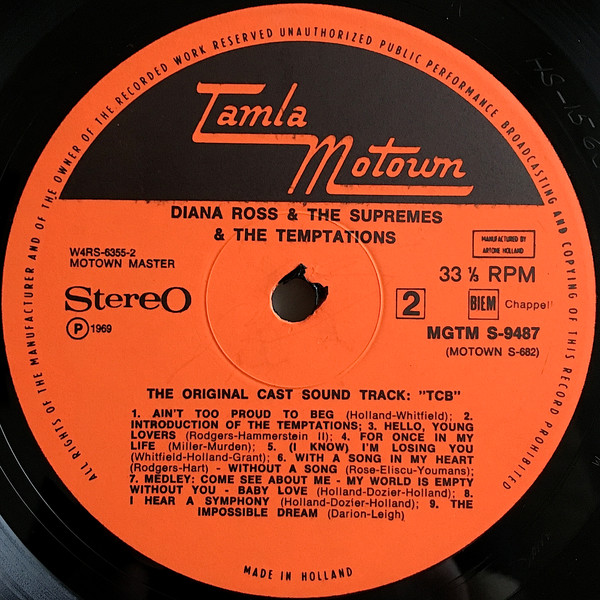 ALL RIGHTS OF THE MANUFACTURER AND OF THE OWNER OF THE RECORDED WORK RESERVED UNAUTHORIZED PUBLIC PERFORMANCE BROADCASTING AND COPYING OF THIS RECORD PROHIBITED
Tamla
Motown
DIANA ROSS & THE SUPREMES
& THE TEMPTATIONS
W4RS-6355-2
MOTOWN MASTER
MANUFACTURED BY
ARTONE HOLLAND
33 ⅓ RPM
StereO
2
BIEM Chappell
Ⓟ 1969
MGTM S-9487
(MOTOWN S-682)
THE ORIGINAL CAST SOUND TRACK: "TCB"
1. AIN'T TOO PROUD TO BEG (Holland-Whitfield); 2.
INTRODUCTION OF THE TEMPTATIONS; 3. HELLO, YOUNG
LOVERS (Rodgers-Hammerstein II); 4. FOR ONCE IN MY
LIFE (Miller-Murden); 5. (I KNOW) I'M LOSING YOU
(Whitfield-Holland-Grant); 6. WITH A SONG IN MY HEART
(Rodgers-Hart) - WITHOUT A SONG (Rose-Eliscu-Youmans);
7. MEDLEY: COME SEE ABOUT ME - MY WORLD IS EMPTY
WITHOUT YOU - BABY LOVE (Holland-Dozier-Holland); 8.
I HEAR A SYMPHONY (Holland-Dozier-Holland); 9. THE
IMPOSSIBLE DREAM (Darion-Leigh)
MADE IN HOLLAND